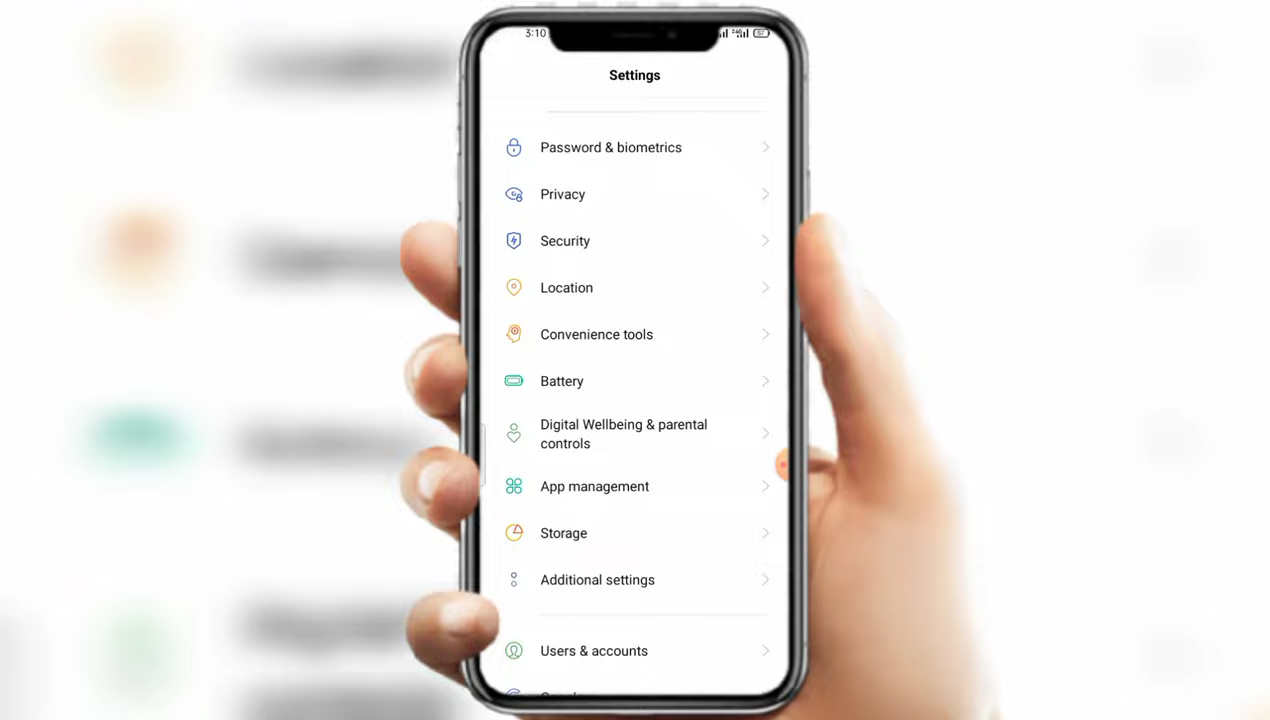 3:10
57
Settings
Password & biometrics
Privacy
Security
Location
Convenience tools
Battery
Digital Wellbeing & parental
controls
App management
Storage
Additional settings
Users & accounts